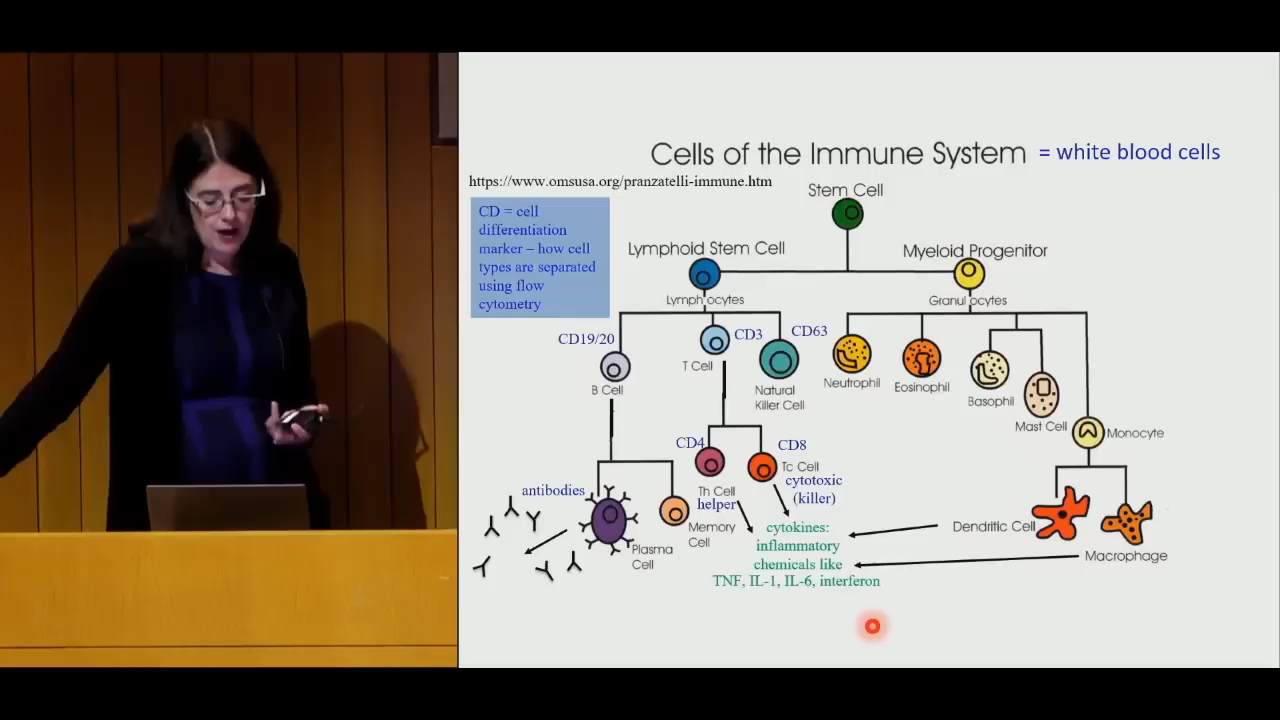 Cells of the Immune System = white blood cells
https://www.omsusa.org/pranzatelli-immune.htm
Stem Cell
CD = cell
differentiation
marker – how cell
types are separated
using flow
cytometry
Lymphoid Stem Cell
Myeloid Progenitor
Lymphocytes
Granulocytes
CD19/20
CD3
CD63
B Cell
T Cell
Natural
Killer Cell
Neutrophil
Eosinophil
Basophil
Mast Cell
Monocyte
CD4
CD8
Th Cell
helper
Tc Cell
cytotoxic
(killer)
antibodies
Plasma
Cell
Memory
Cell
cytokines:
inflammatory
chemicals like
TNF, IL-1, IL-6, interferon
Dendritic Cell
Macrophage